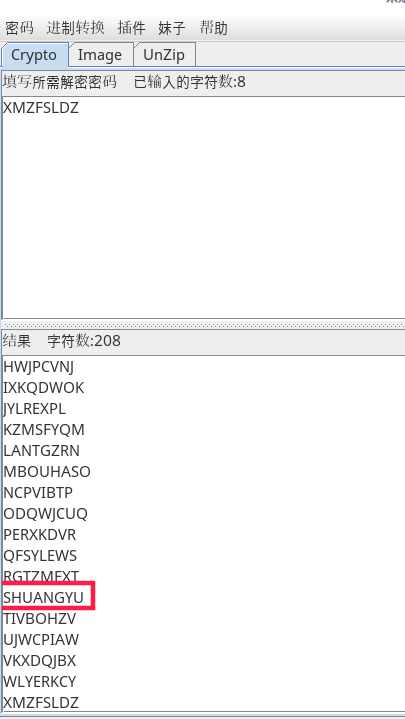 密码 进制转换 插件 妹子 帮助
Crypto Image UnZip
填写所需解密密码 已输入的字符数:8
XMZFSLDZ
结果 字符数:208
HWJPCVNJ
IXKQDWOK
JYLREXPL
KZMSFYQM
LANTGZRN
MBOUHASO
NCPVIBTP
ODQWJCUQ
PERXKDVR
QFSYLEWS
RGTZMFXT
SHUANGYU
TIVBOHZV
UJWCPIAW
VKXDQJBX
WLYERKCY
XMZFSLDZ